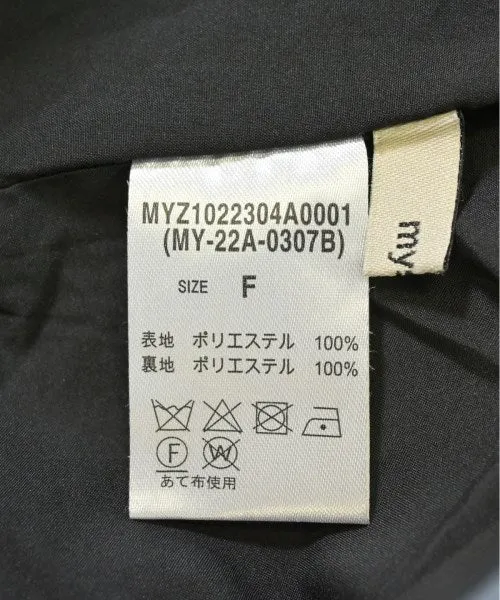 MYZ1022304A0001
(MY-22A-0307B)
SIZE F
表地 ポリエステル 100%
裏地 ポリエステル 100%
F W
あて布使用
my